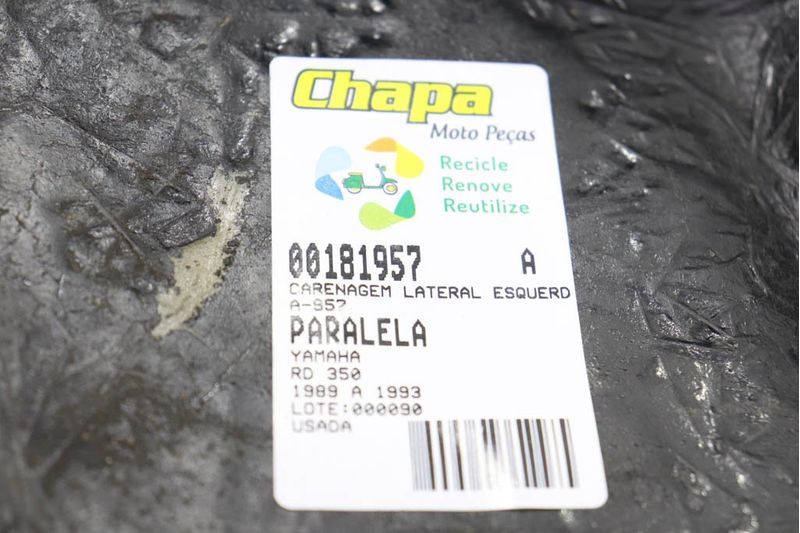 Chapa
Moto Peças
Recicle
Renove
Reutilize
00181957 A
CARENAGEM LATERAL ESQUERD
A-957
PARALELA
YAMAHA
RD 350
1989 A 1993
LOTE:000090
USADA